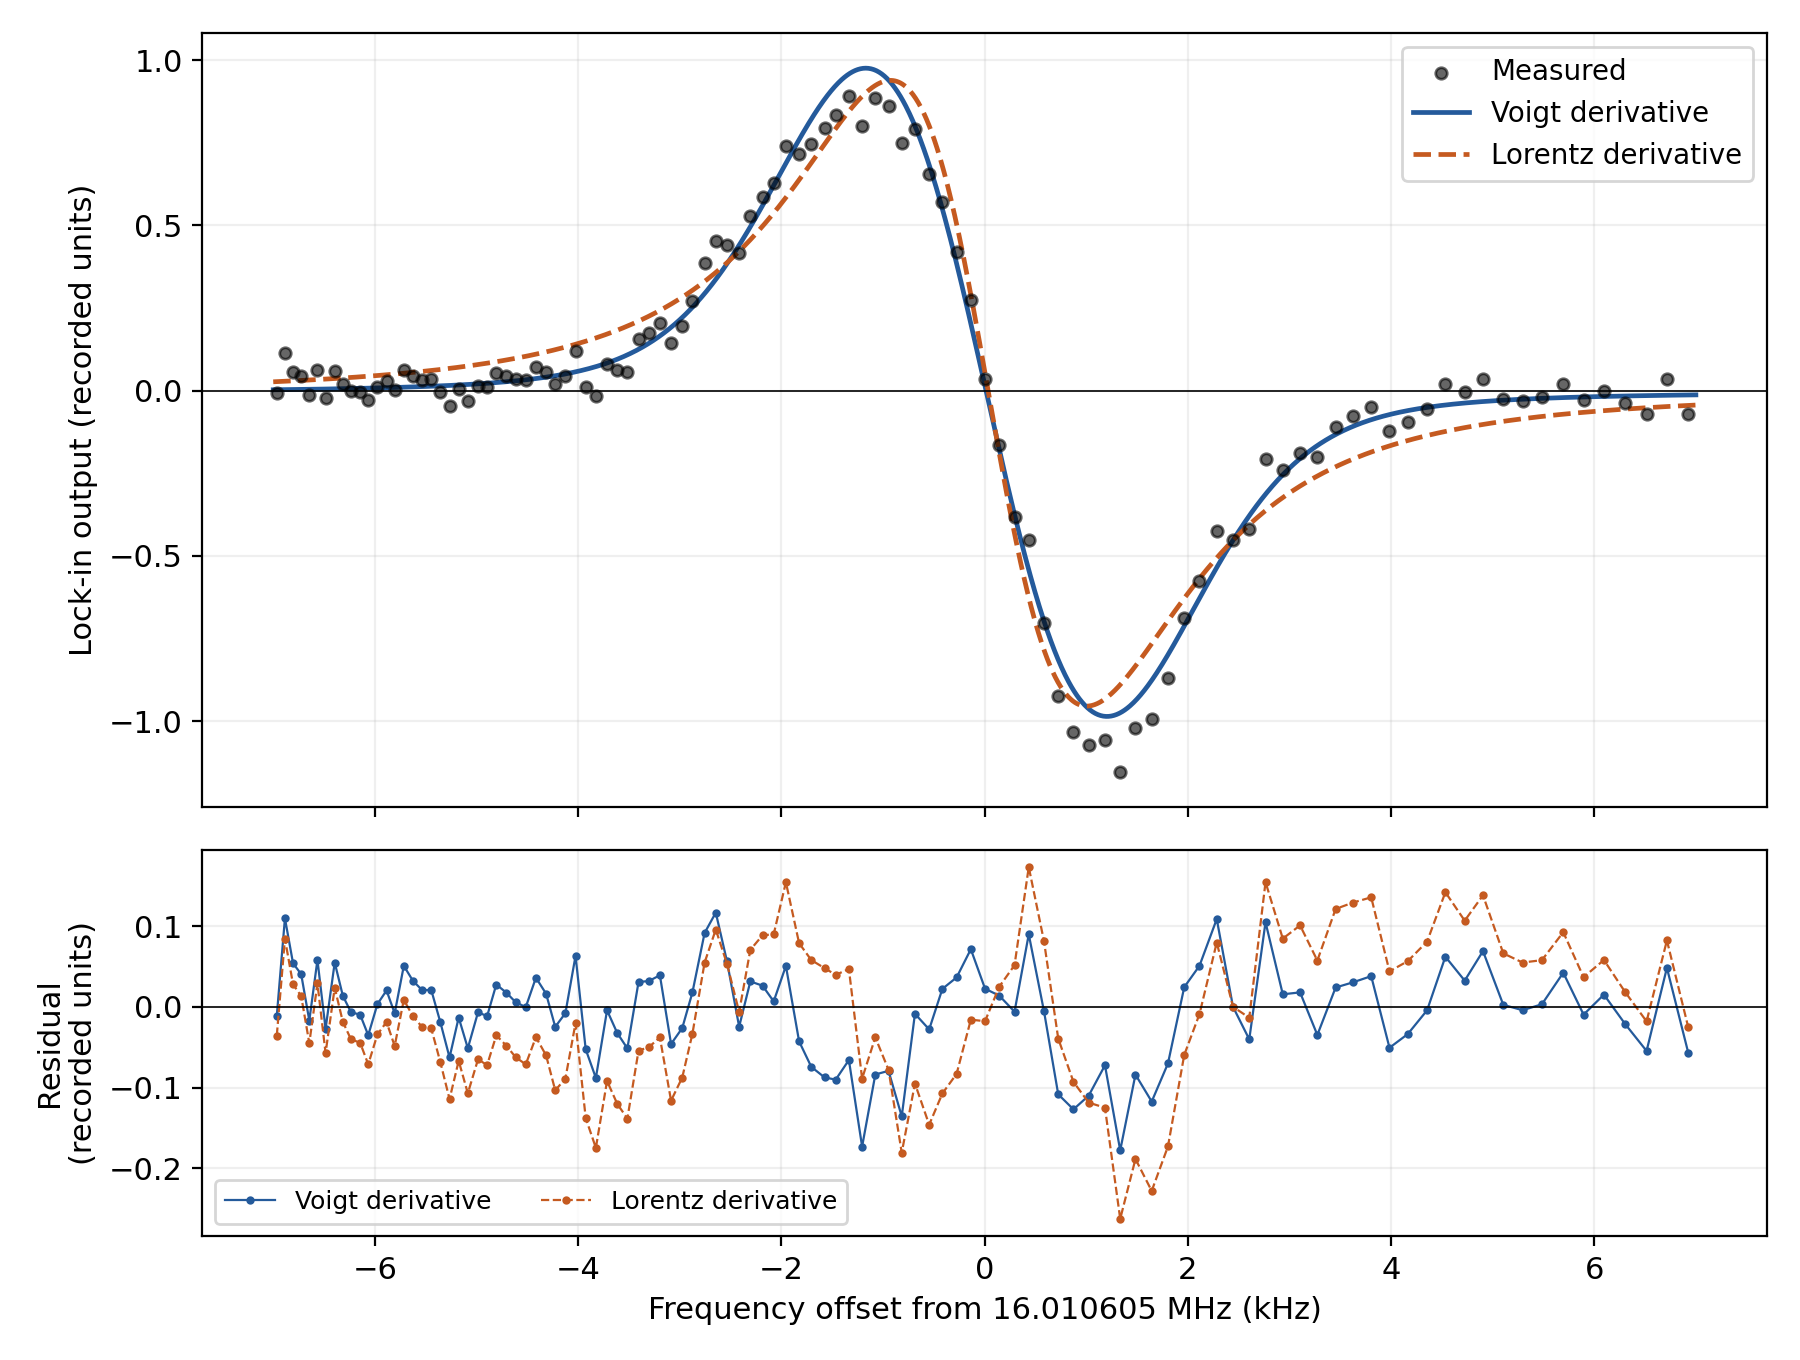 Measured
Voigt derivative
Lorentz derivative
1.0
0.5
0.0
−0.5
−1.0
Lock-in output (recorded units)
0.1
0.0
−0.1
−0.2
Residual
(recorded units)
Voigt derivative
Lorentz derivative
−6
−4
−2
0
2
4
6
Frequency offset from 16.010605 MHz (kHz)